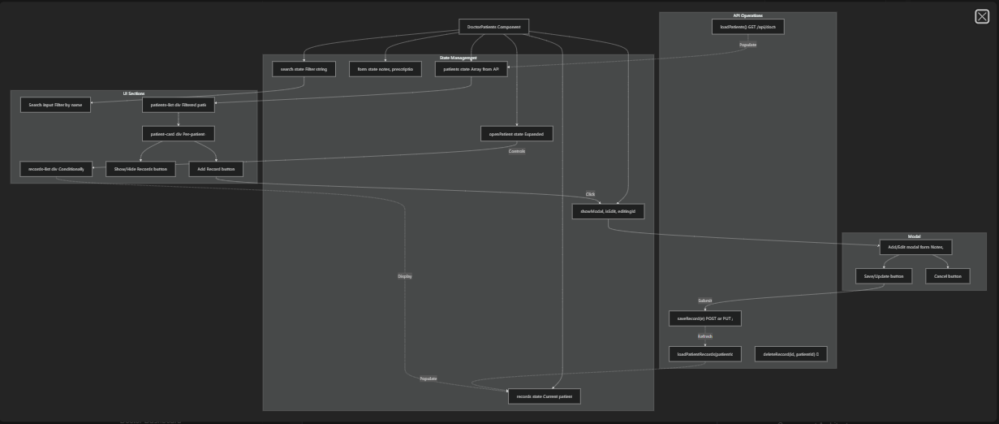 API Operations
DoctorPatients Component
loadPatients() GET /api/docto
Populate
State Management
search state Filter string
form state notes, prescriptio
patients state Array from API
UI Sections
Search input Filter by name
patients-list div Filtered patie
patient-card div Per-patient
openPatient state Expanded
Controls
records-list div Conditionally
Show/Hide Records button
Add Record button
Click
showModal, isEdit, editingId
Modal
Add/Edit modal form Notes,
Save/Update button
Cancel button
Display
Submit
saveRecord(e) POST or PUT /
Refresh
loadPatientRecords(patientId
deleteRecord(id, patientId)
Populate
records state Current patient